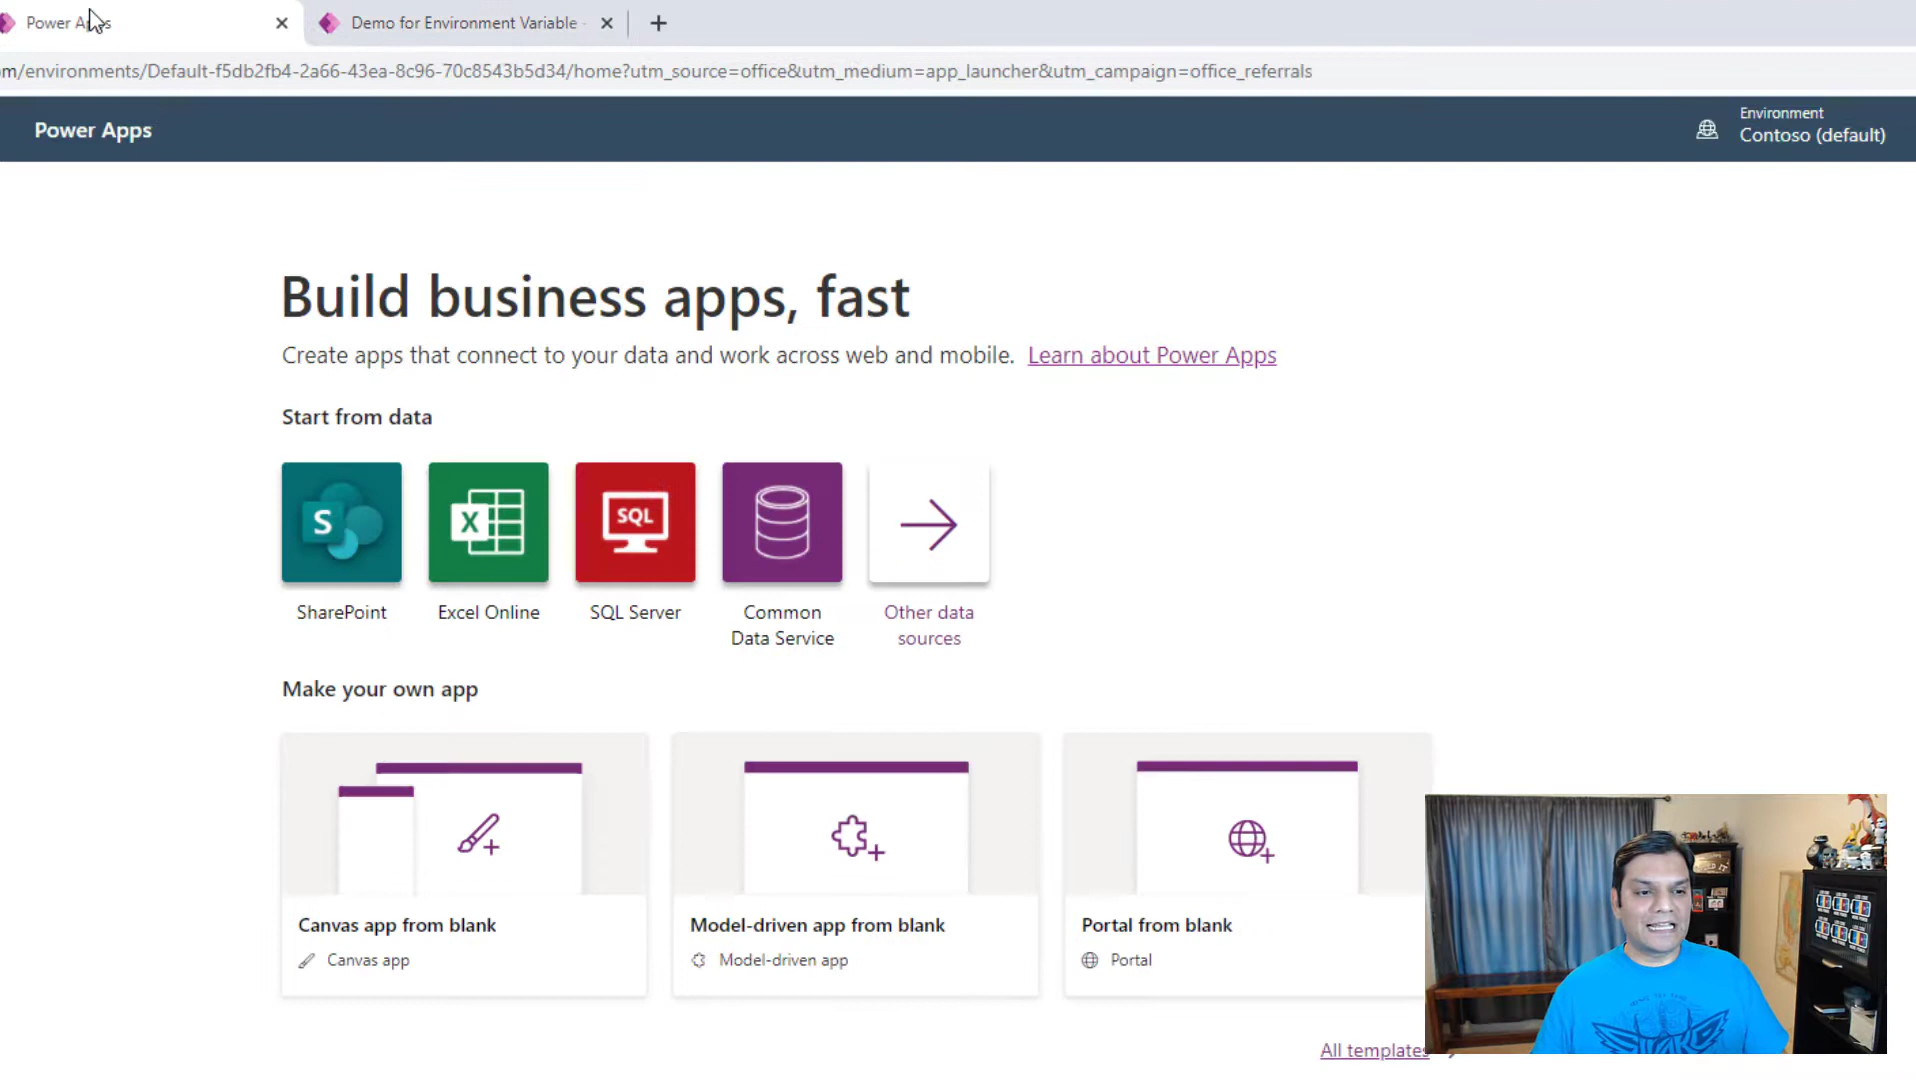 Power Apps
Demo for Environment Variable -
m/environments/Default-f5db2fb4-2a66-43ea-8c96-70c8543b5d34/home?utm_source=office&utm_medium=app_launcher&utm_campaign=office_referrals
Power Apps
Environment
Contoso (default)
Build business apps, fast
Create apps that connect to your data and work across web and mobile. Learn about Power Apps
Start from data
S
X
SQL
SharePoint
Excel Online
SQL Server
Common
Data Service
Other data
sources
Make your own app
Canvas app from blank
Canvas app
Model-driven app from blank
Model-driven app
Portal from blank
Portal
All templates